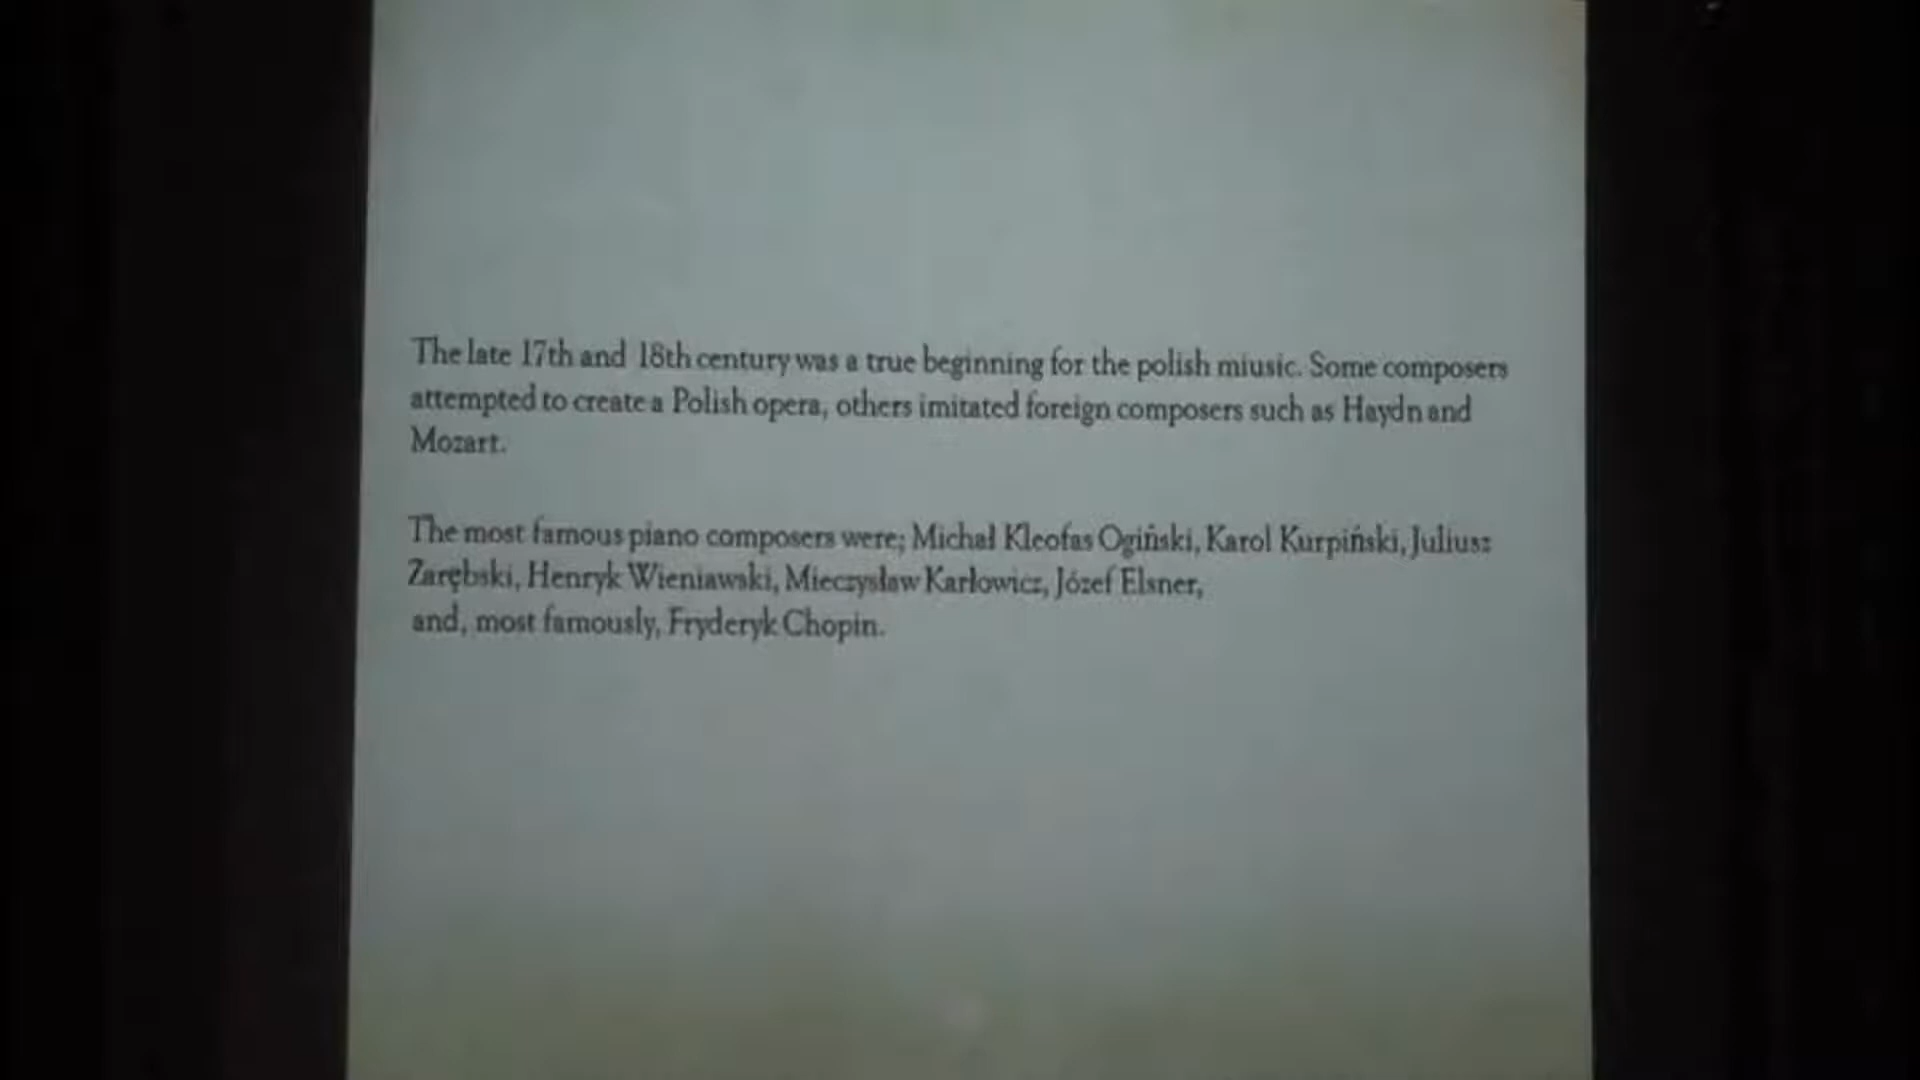 The late 17th and 18th century was a true beginning for the polish miusic. Some composers
attempted to create a Polish opera, others imitated foreign composers such as Haydn and
Mozart.
The most famous piano composers were; Michał Kleofas Ogiński, Karol Kurpiński, Juliusz
Zarębski, Henryk Wieniawski, Mieczysław Karłowicz, Józef Elsner,
and, most famously, Fryderyk Chopin.